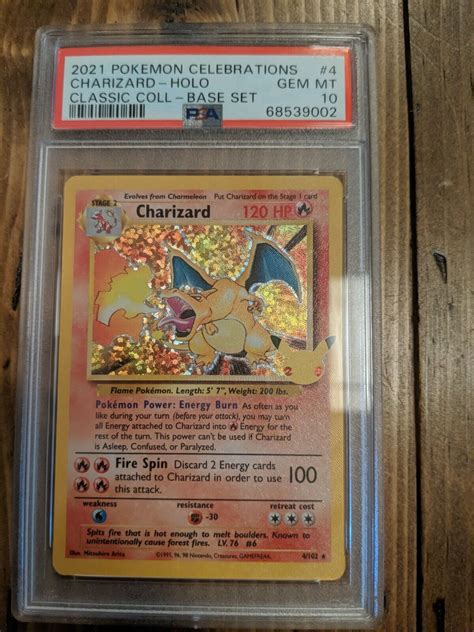 2021 POKEMON CELEBRATIONS #4
CHARIZARD-HOLO GEM MT
CLASSIC COLL-BASE SET 10
PSA 68539002
Evolves from Charmeleon Put Charizard on the Stage 1 card
STAGE 2
Charizard 120 HP
Flame Pokémon. Length: 5' 7", Weight: 200 lbs.
Pokémon Power: Energy Burn As often as you
like during your turn (before your attack), you may turn
all Energy attached to Charizard into Energy for the
rest of the turn. This power can't be used if Charizard
is Asleep, Confused, or Paralyzed.
Fire Spin Discard 2 Energy cards
attached to Charizard in order to use
this attack.
100
weakness resistance retreat cost
-30
Spits fire that is hot enough to melt boulders. Known to
unintentionally cause forest fires. LV. 76 #6
Illus. Mitsuhiro Arita ©1995, 96, 98 Nintendo, Creatures, GAMEFREAK. 4/102 ★